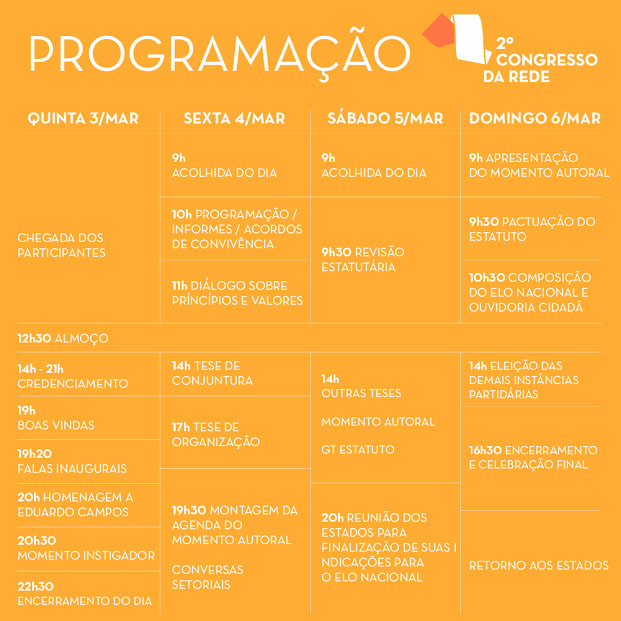 PROGRAMAÇÃO
2º
CONGRESSO
DA REDE
QUINTA 3/MAR
CHEGADA DOS
PARTICIPANTES
12h30 ALMOÇO
14h - 21h
CREDENCIAMENTO
19h
BOAS VINDAS
19h20
FALAS INAUGURAIS
20h HOMENAGEM A
EDUARDO CAMPOS
20h30
MOMENTO INSTIGADOR
22h30
ENCERRAMENTO DO DIA
SEXTA 4/MAR
9h
ACOLHIDA DO DIA
10h PROGRAMAÇÃO /
INFORMES / ACORDOS
DE CONVIVÊNCIA
11h DIÁLOGO SOBRE
PRÍNCÍPIOS E VALORES
14h TESE DE
CONJUNTURA
17h TESE DE
ORGANIZAÇÃO
19h30 MONTAGEM DA
AGENDA DO
MOMENTO AUTORAL
CONVERSAS
SETORIAIS
SÁBADO 5/MAR
9h
ACOLHIDA DO DIA
9h30 REVISÃO
ESTATUTÁRIA
14h
OUTRAS TESES
MOMENTO AUTORAL
GT ESTATUTO
20h REUNIÃO DOS
ESTADOS PARA
FINALIZAÇÃO DE SUAS I
NDICAÇÕES PARA
O ELO NACIONAL
DOMINGO 6/MAR
9h APRESENTAÇÃO
DO MOMENTO AUTORAL
9h30 PACTUAÇÃO DO
ESTATUTO
10h30 COMPOSIÇÃO
DO ELO NACIONAL E
OUVIDORIA CIDADÃ
14h ELEIÇÃO DAS
DEMAIS INSTÂNCIAS
PARTIDÁRIAS
16h30 ENCERRAMENTO
E CELEBRAÇÃO FINAL
RETORNO AOS ESTADOS